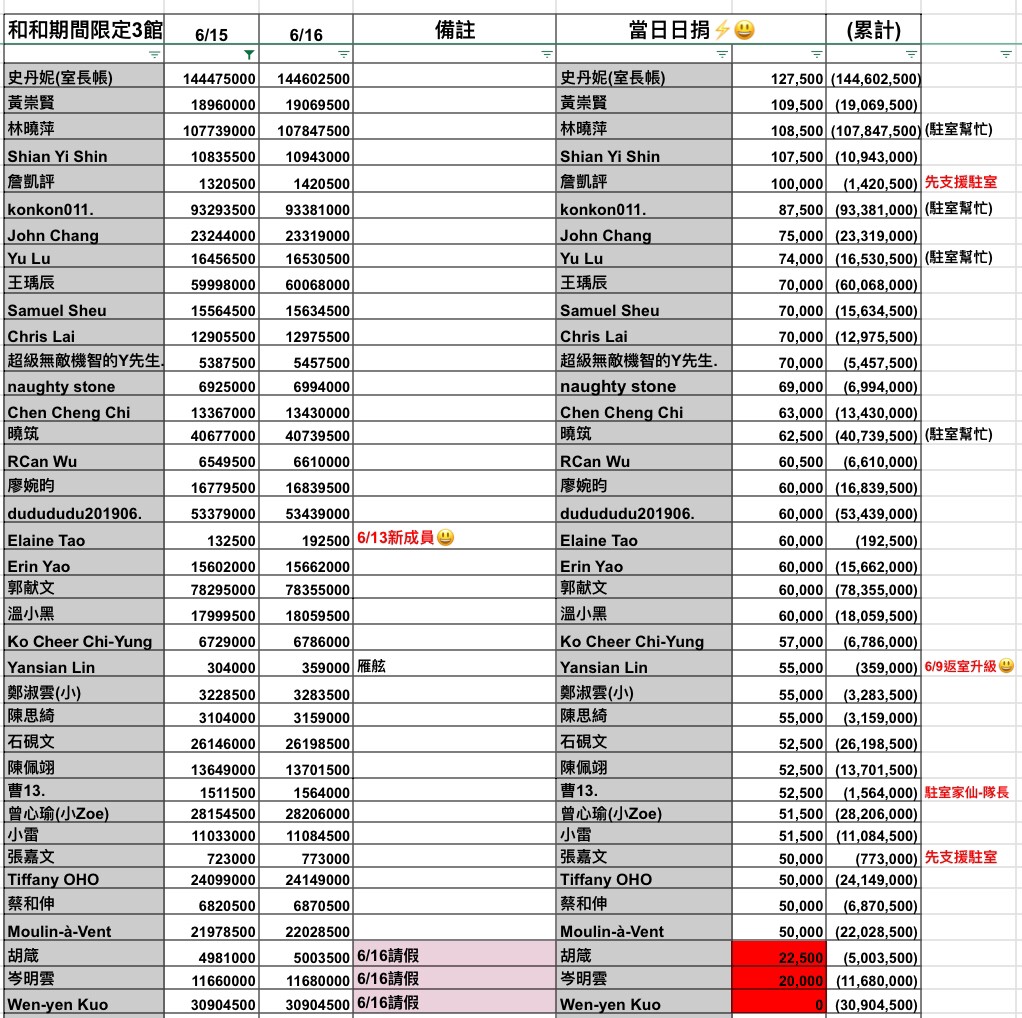 和和期間限定3館 6/15 6/16 備註 當日日捐⚡😃 (累計)
史丹妮(室長帳) 144475000 144602500 史丹妮(室長帳) 127,500 (144,602,500)
黃崇賢 18960000 19069500 黃崇賢 109,500 (19,069,500)
林曉萍 107739000 107847500 林曉萍 108,500 (107,847,500) (駐室幫忙)
Shian Yi Shin 10835500 10943000 Shian Yi Shin 107,500 (10,943,000)
詹凱評 1320500 1420500 詹凱評 100,000 (1,420,500) 先支援駐室
konkon011. 93293500 93381000 konkon011. 87,500 (93,381,000) (駐室幫忙)
John Chang 23244000 23319000 John Chang 75,000 (23,319,000)
Yu Lu 16456500 16530500 Yu Lu 74,000 (16,530,500) (駐室幫忙)
王瑀辰 59998000 60068000 王瑀辰 70,000 (60,068,000)
Samuel Sheu 15564500 15634500 Samuel Sheu 70,000 (15,634,500)
Chris Lai 12905500 12975500 Chris Lai 70,000 (12,975,500)
超級無敵機智的Y先生. 5387500 5457500 超級無敵機智的Y先生. 70,000 (5,457,500)
naughty stone 6925000 6994000 naughty stone 69,000 (6,994,000)
Chen Cheng Chi 13367000 13430000 Chen Cheng Chi 63,000 (13,430,000)
曉筑 40677000 40739500 曉筑 62,500 (40,739,500) (駐室幫忙)
RCan Wu 6549500 6610000 RCan Wu 60,500 (6,610,000)
廖婉昀 16779500 16839500 廖婉昀 60,000 (16,839,500)
dudududu201906. 53379000 53439000 dudududu201906. 60,000 (53,439,000)
Elaine Tao 132500 192500 6/13新成員😃 Elaine Tao 60,000 (192,500)
Erin Yao 15602000 15662000 Erin Yao 60,000 (15,662,000)
郭献文 78295000 78355000 郭献文 60,000 (78,355,000)
溫小黑 17999500 18059500 溫小黑 60,000 (18,059,500)
Ko Cheer Chi-Yung 6729000 6786000 Ko Cheer Chi-Yung 57,000 (6,786,000)
Yansian Lin 304000 359000 雁舷 Yansian Lin 55,000 (359,000) 6/9返室升級😃
鄭淑雲(小) 3228500 3283500 鄭淑雲(小) 55,000 (3,283,500)
陳思綺 3104000 3159000 陳思綺 55,000 (3,159,000)
石硯文 26146000 26198500 石硯文 52,500 (26,198,500)
陳佩翊 13649000 13701500 陳佩翊 52,500 (13,701,500)
曹13. 1511500 1564000 曹13. 52,500 (1,564,000) 駐室家仙-隊長
曾心瑜(小Zoe) 28154500 28206000 曾心瑜(小Zoe) 51,500 (28,206,000)
小雷 11033000 11084500 小雷 51,500 (11,084,500)
張嘉文 723000 773000 張嘉文 50,000 (773,000) 先支援駐室
Tiffany OHO 24099000 24149000 Tiffany OHO 50,000 (24,149,000)
蔡和伸 6820500 6870500 蔡和伸 50,000 (6,870,500)
Moulin-à-Vent 21978500 22028500 Moulin-à-Vent 50,000 (22,028,500)
胡箴 4981000 5003500 6/16請假 胡箴 22,500 (5,003,500)
岑明雲 11660000 11680000 6/16請假 岑明雲 20,000 (11,680,000)
Wen-yen Kuo 30904500 30904500 6/16請假 Wen-yen Kuo 0 (30,904,500)